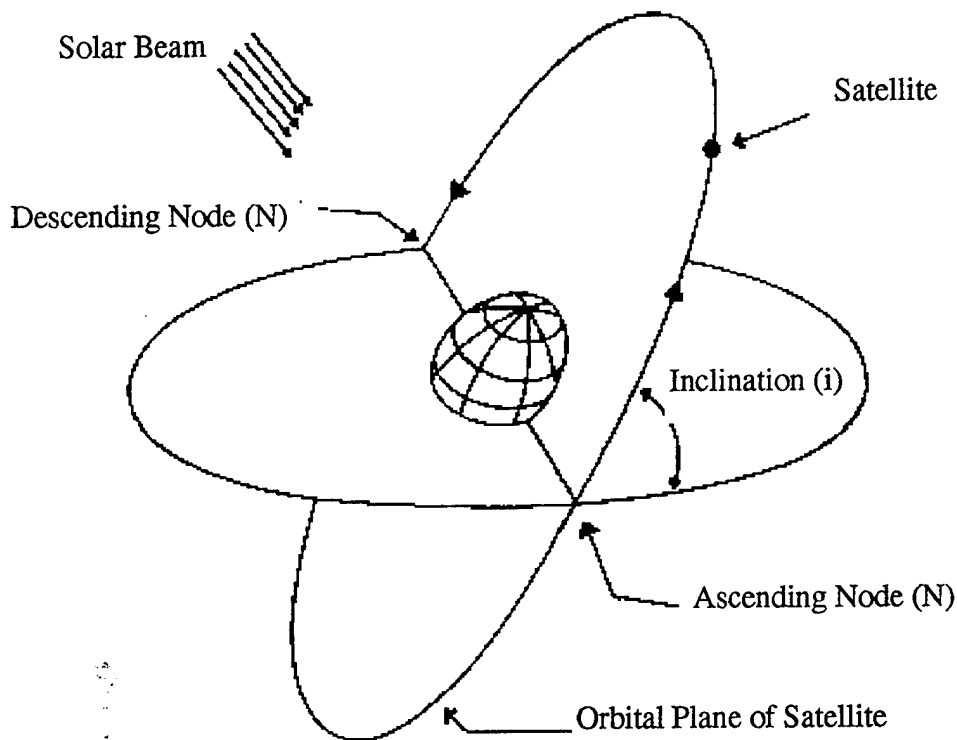 Solar Beam
Satellite
Descending Node (N)
Inclination (i)
Ascending Node (N)
Orbital Plane of Satellite